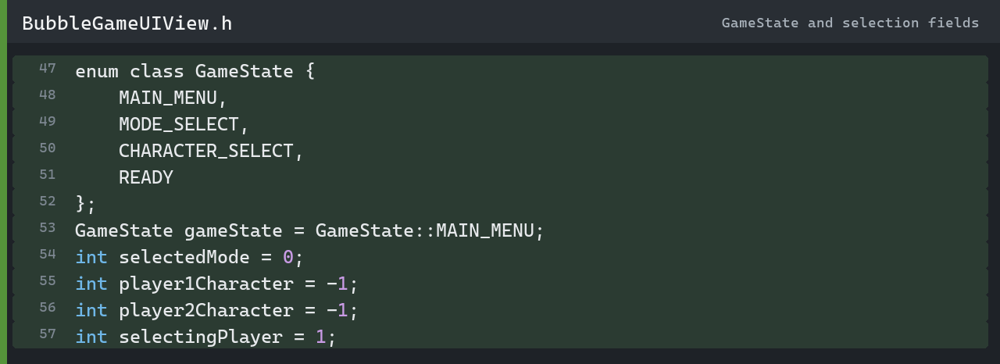 BubbleGameUIView.h
GameState and selection fields
47 enum class GameState {
48     MAIN_MENU,
49     MODE_SELECT,
50     CHARACTER_SELECT,
51     READY
52 };
53 GameState gameState = GameState::MAIN_MENU;
54 int selectedMode = 0;
55 int player1Character = -1;
56 int player2Character = -1;
57 int selectingPlayer = 1;